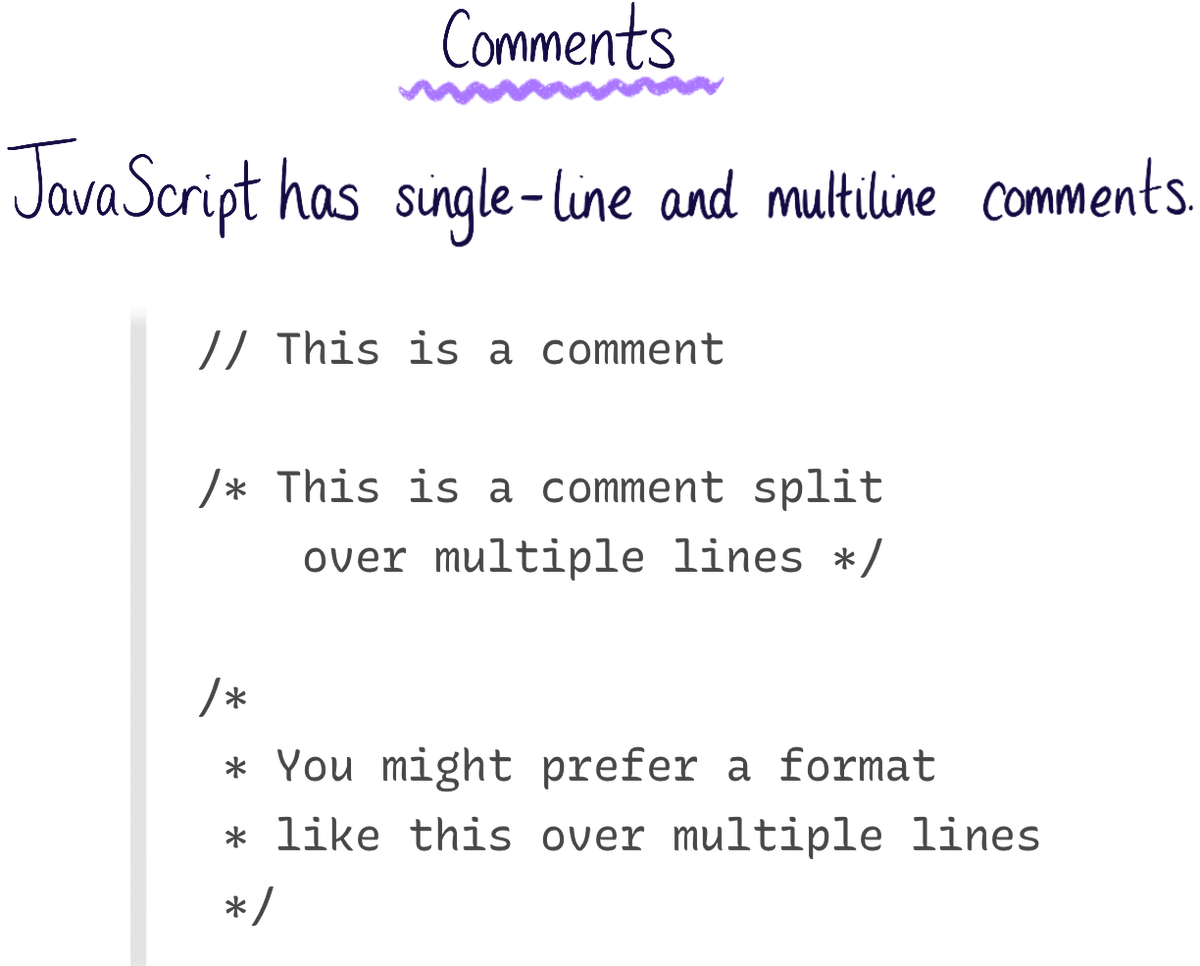 Comments
JavaScript has single-line and multiline comments.
// This is a comment
/* This is a comment split
over multiple lines */
/*
* You might prefer a format
* like this over multiple lines
*/